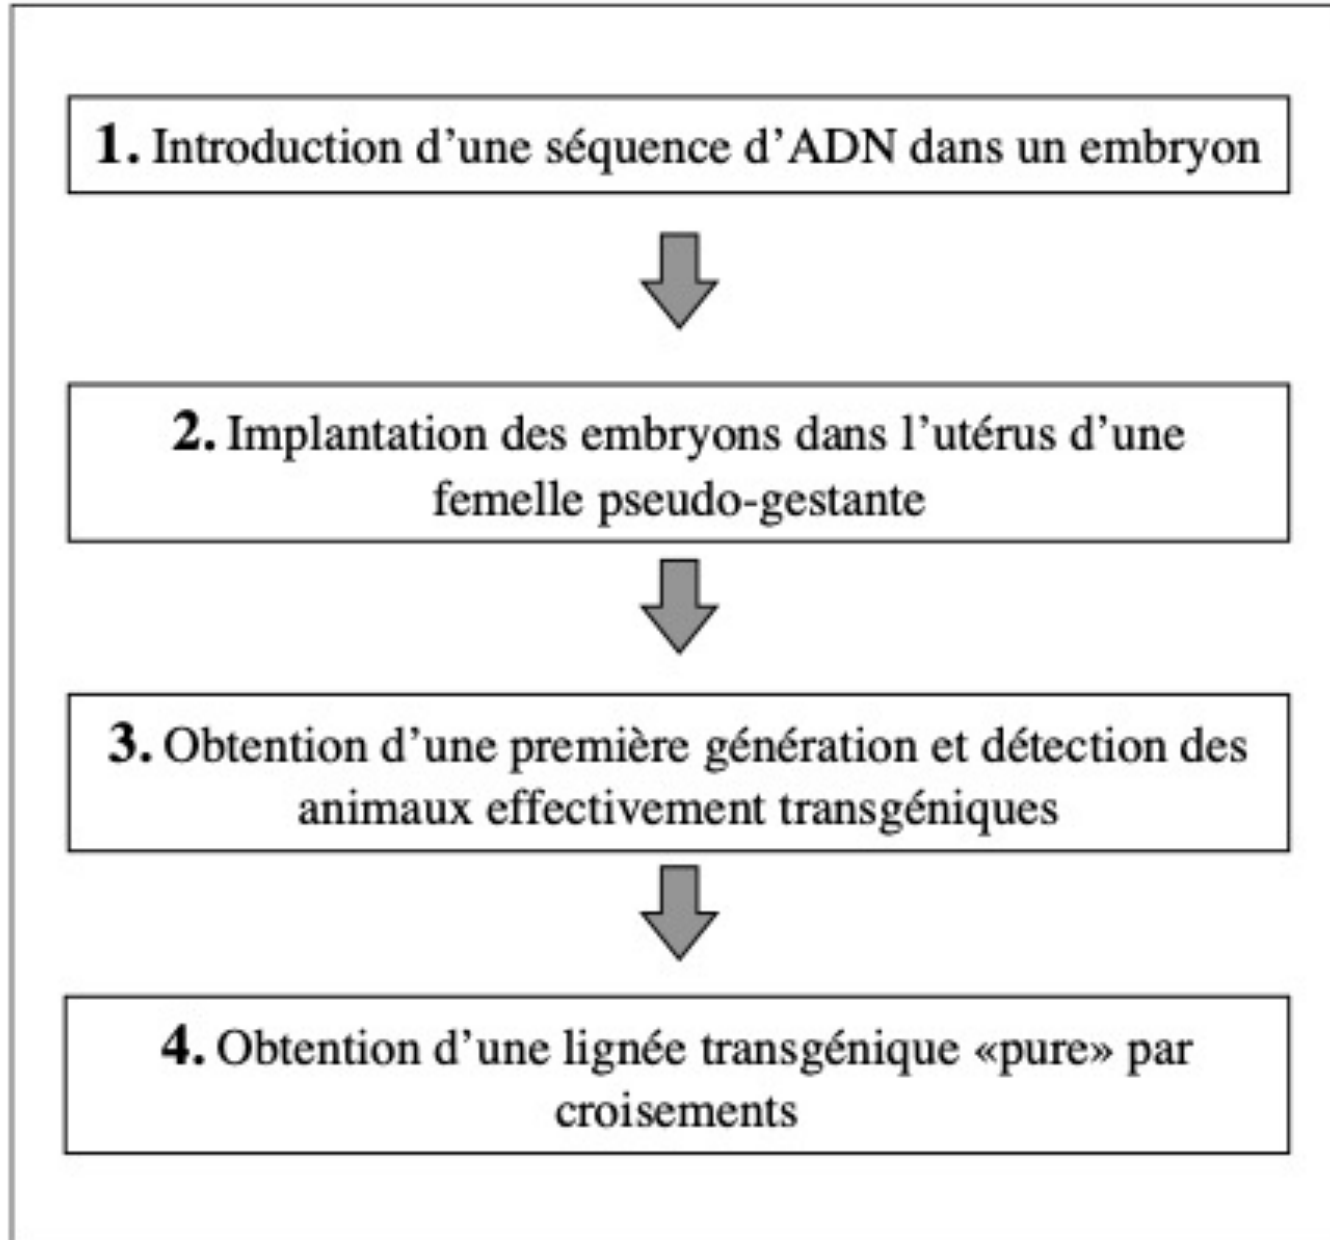 1. Introduction d’une séquence d’ADN dans un embryon
2. Implantation des embryons dans l’utérus d’une
femelle pseudo-gestante
3. Obtention d’une première génération et détection des
animaux effectivement transgéniques
4. Obtention d’une lignée transgénique «pure» par
croisements